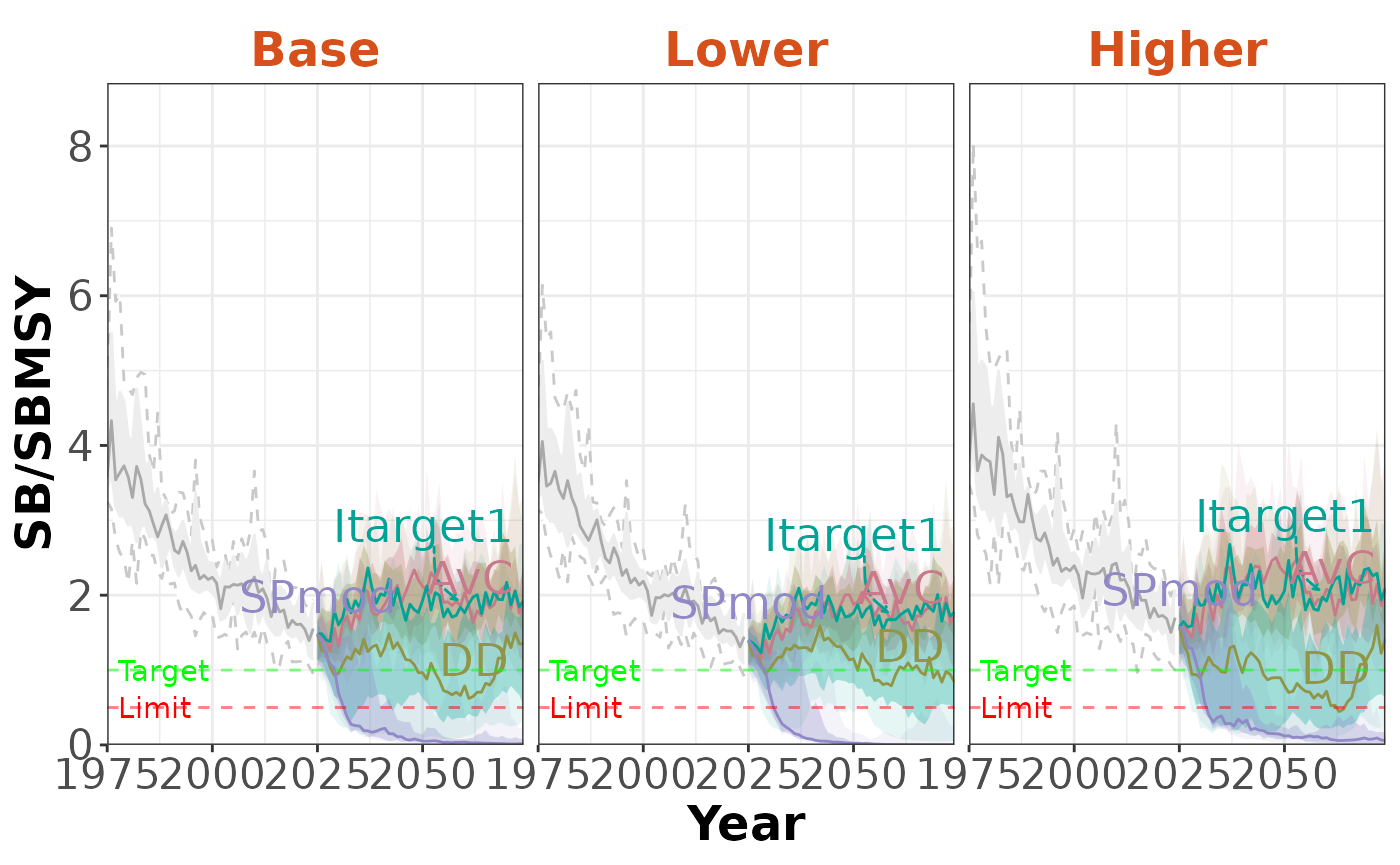 Base Lower Higher
SB/SBMSY
8
6
4
2
0
Itarget1 AVC SPmod DD Target Limit
Itarget1 AVC SPmod DD Target Limit
Itarget1 AVC SPmod DD Target Limit
1975 2000 2025 2050 1975 2000 2025 2050 1975 2000 2025 2050
Year